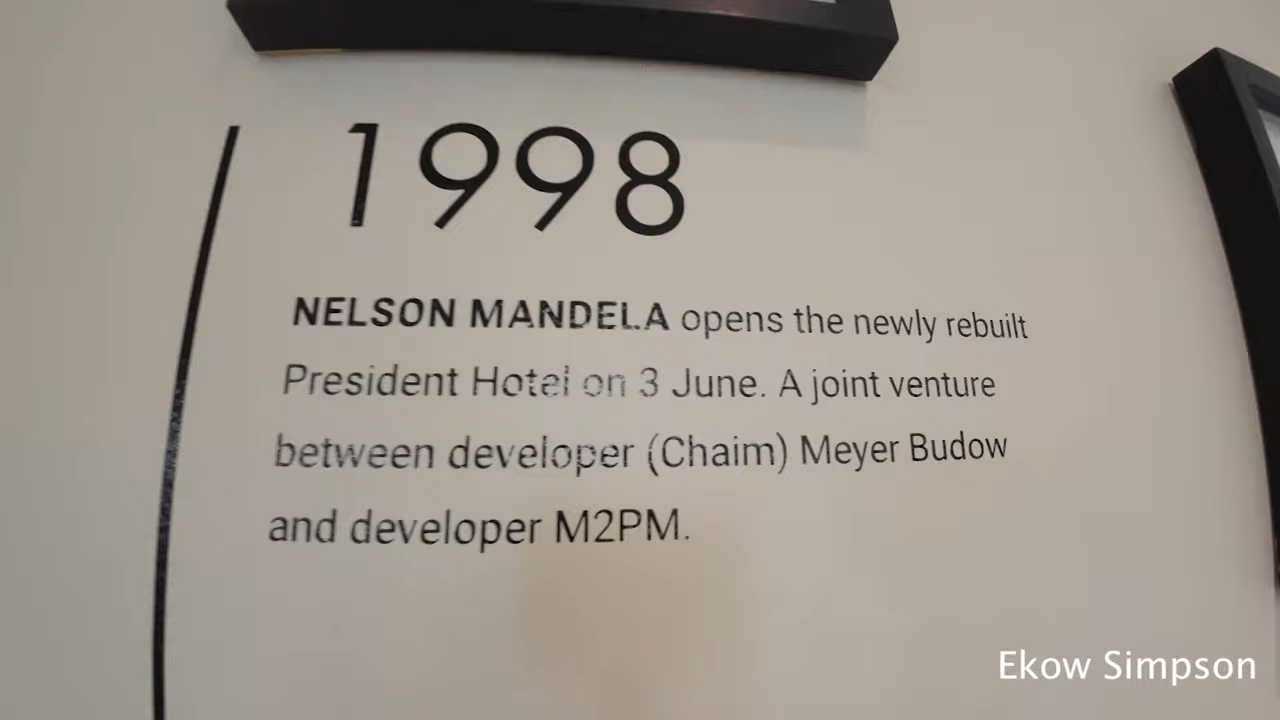 1998
NELSON MANDELA opens the newly rebuilt
President Hotel on 3 June. A joint venture
between developer (Chaim) Meyer Budow
and developer M2PM.
Ekow Simpson